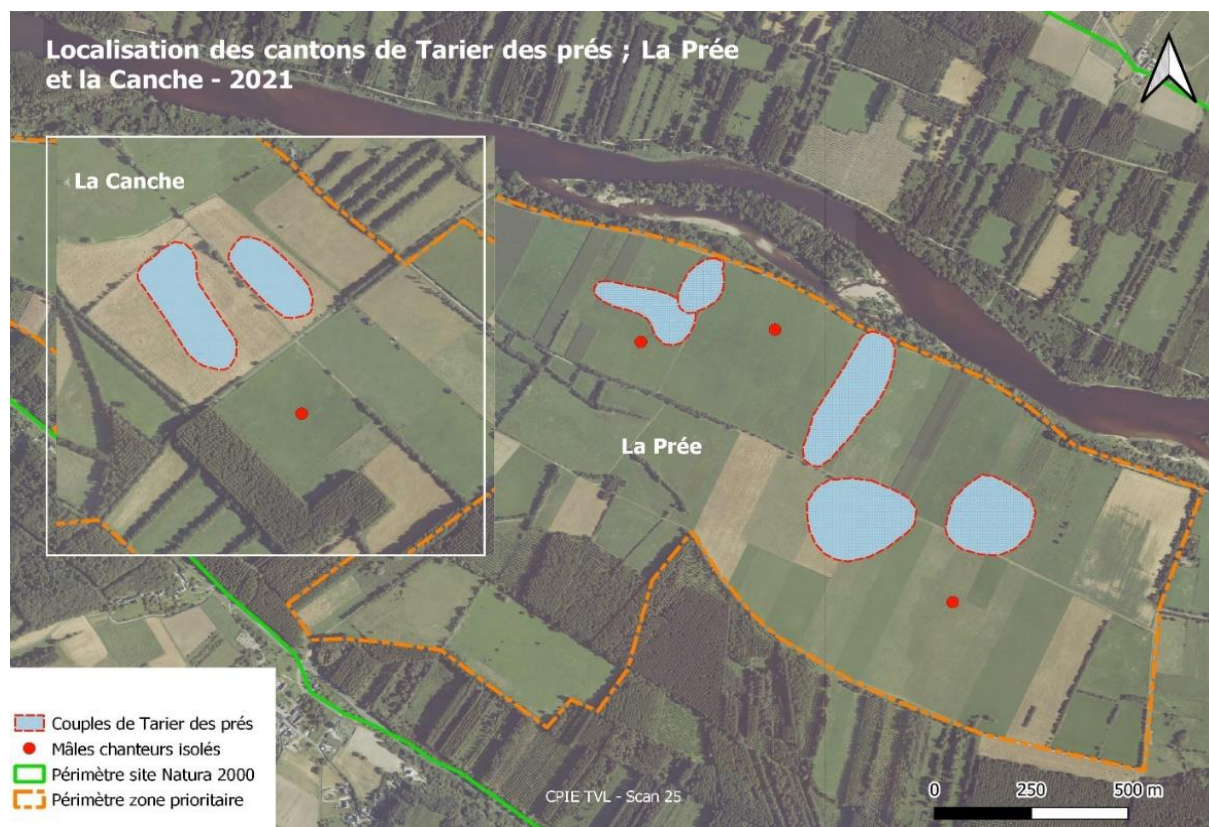 Localisation des cantons de Tarier des prés ; La Prée
et la Canche - 2021
La Canche
La Prée
Couples de Tarier des prés
Mâles chanteurs isolés
Périmètre site Natura 2000
Périmètre zone prioritaire
CPIE TVL - Scan 25
0 250 500 m